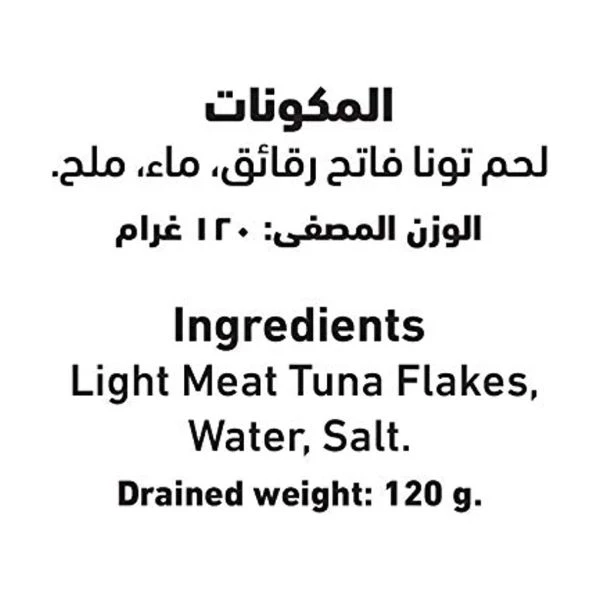 المكونات
لحم تونا فاتح رقائق، ماء، ملح.
الوزن المصفى: ١٢٠ غرام
Ingredients
Light Meat Tuna Flakes,
Water, Salt.
Drained weight: 120 g.